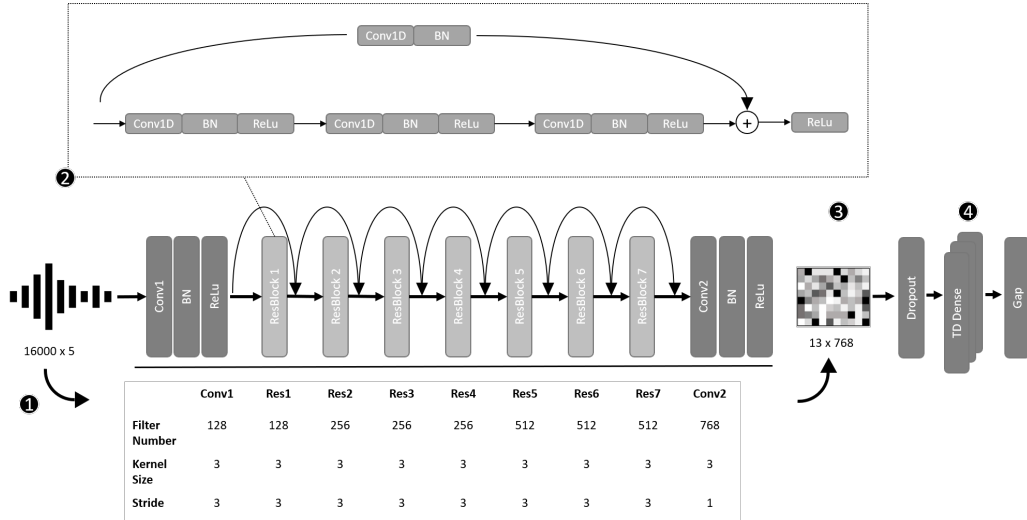 Conv1D BN
Conv1D BN ReLu Conv1D BN ReLu Conv1D BN ReLu + ReLu
2
3
4
Conv1 BN ReLu ResBlock 1 ResBlock 2 ResBlock 3 ResBlock 4 ResBlock 5 ResBlock 6 ResBlock 7 Conv2 BN ReLu
Dropout TD Dense Gap
16000 x 5
13 x 768
1
Conv1 Res1 Res2 Res3 Res4 Res5 Res6 Res7 Conv2
Filter Number 128 128 256 256 256 512 512 512 768
Kernel Size 3 3 3 3 3 3 3 3 3
Stride 3 3 3 3 3 3 3 3 1